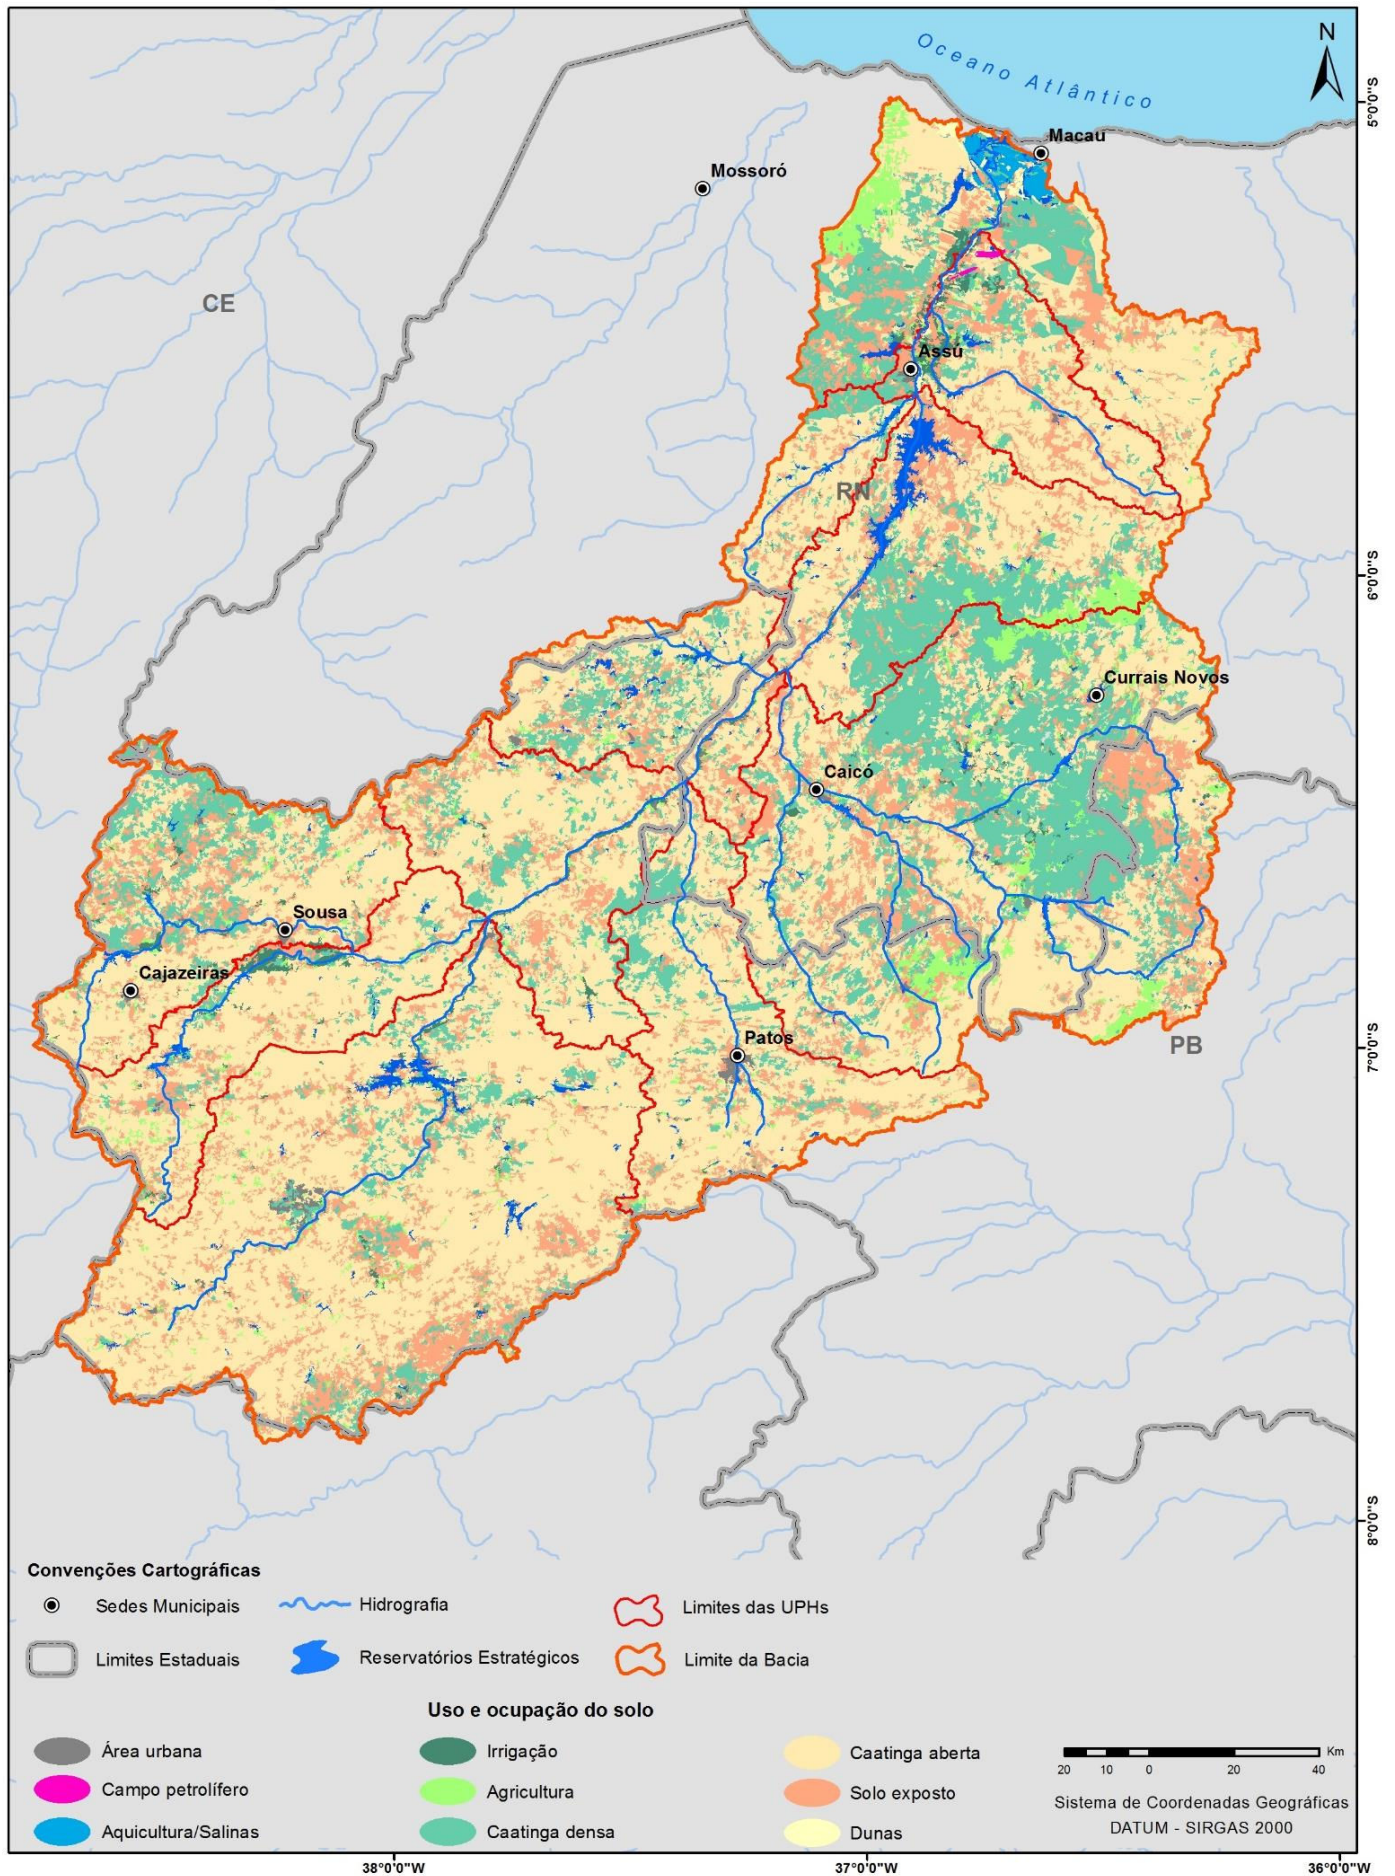 Oceano Atlântico
N
5°0'0"S
Macau
Mossoró
CE
Assú
RN
6°0'0"S
Currais Novos
Caicó
Sousa
Cajazeiras
Patos
PB
7°0'0"S
8°0'0"S
Convenções Cartográficas
Sedes Municipais
Hidrografia
Limites das UPHs
Limites Estaduais
Reservatórios Estratégicos
Limite da Bacia
Uso e ocupação do solo
Área urbana
Irrigação
Caatinga aberta
Campo petrolífero
Agricultura
Solo exposto
Aquicultura/Salinas
Caatinga densa
Dunas
Km
20 10 0 20 40
Sistema de Coordenadas Geográficas
DATUM - SIRGAS 2000
38°0'0"W
37°0'0"W
36°0'0"W